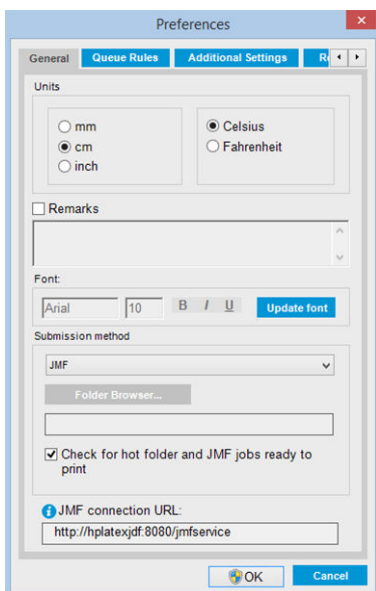 Preferences
General Queue Rules Additional Settings
Units
mm
cm
inch
Celsius
Fahrenheit
Remarks
Font:
Arial 10 B I U Update font
Submission method
JMF
Folder Browser...
Check for hot folder and JMF jobs ready to
print
JMF connection URL:
http://hplatexjdf:8080/jmfservice
OK Cancel